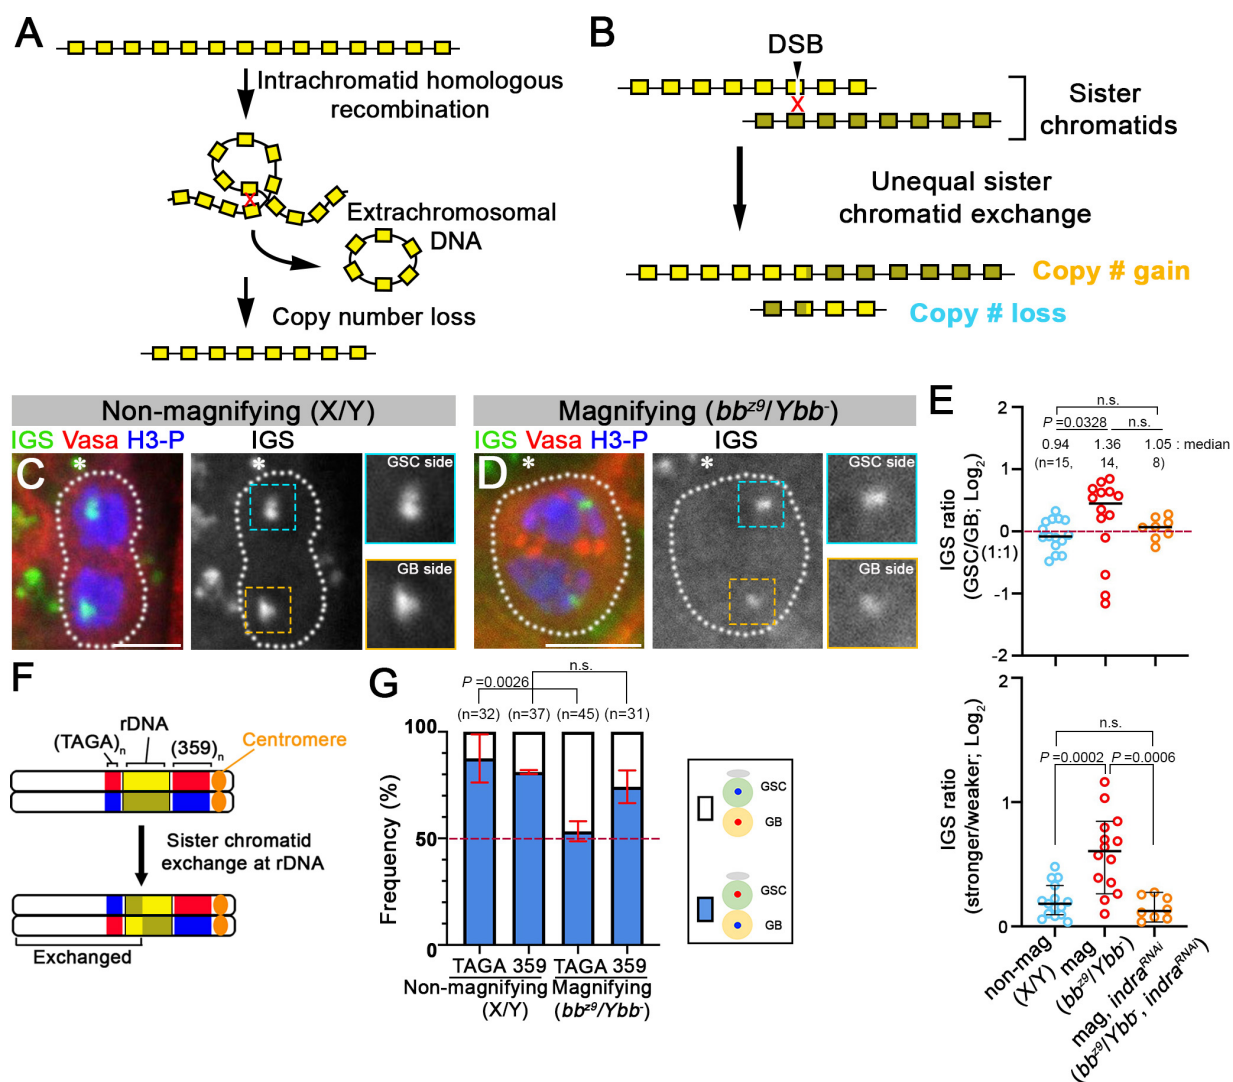 A
Intrachromatid homologous
recombination
Extrachromosomal
DNA
Copy number loss
B
DSB
X
Sister
chromatids
Unequal sister
chromatid exchange
Copy # gain
Copy # loss
Non-magnifying (X/Y)
IGS Vasa H3-P IGS
C
*
*
GSC side
GB side
Magnifying (bbz9/Ybb-)
IGS Vasa H3-P IGS
D
*
*
GSC side
GB side
E
n.s.
P =0.0328 n.s.
0.94 1.36 1.05 : median
(n=15, 14, 8)
2
1
0
(1:1)
-1
-2
IGS ratio
(GSC/GB; Log2)
n.s.
P =0.0002 P =0.0006
2
1
0
IGS ratio
(stronger/weaker; Log2)
non-mag
(X/Y)
mag
(bbz9/Ybb-)
mag, indraRNAi
(bbz9/Ybb-, indraRNAi)
F
rDNA
(TAGA)n
(359)n
Centromere
Sister chromatid
exchange at rDNA
Exchanged
G
n.s.
P =0.0026
(n=32) (n=37) (n=45) (n=31)
100
50
0
Frequency (%)
TAGA 359 TAGA 359
Non-magnifying Magnifying
(X/Y) (bbz9/Ybb-)
GSC
GB
GSC
GB